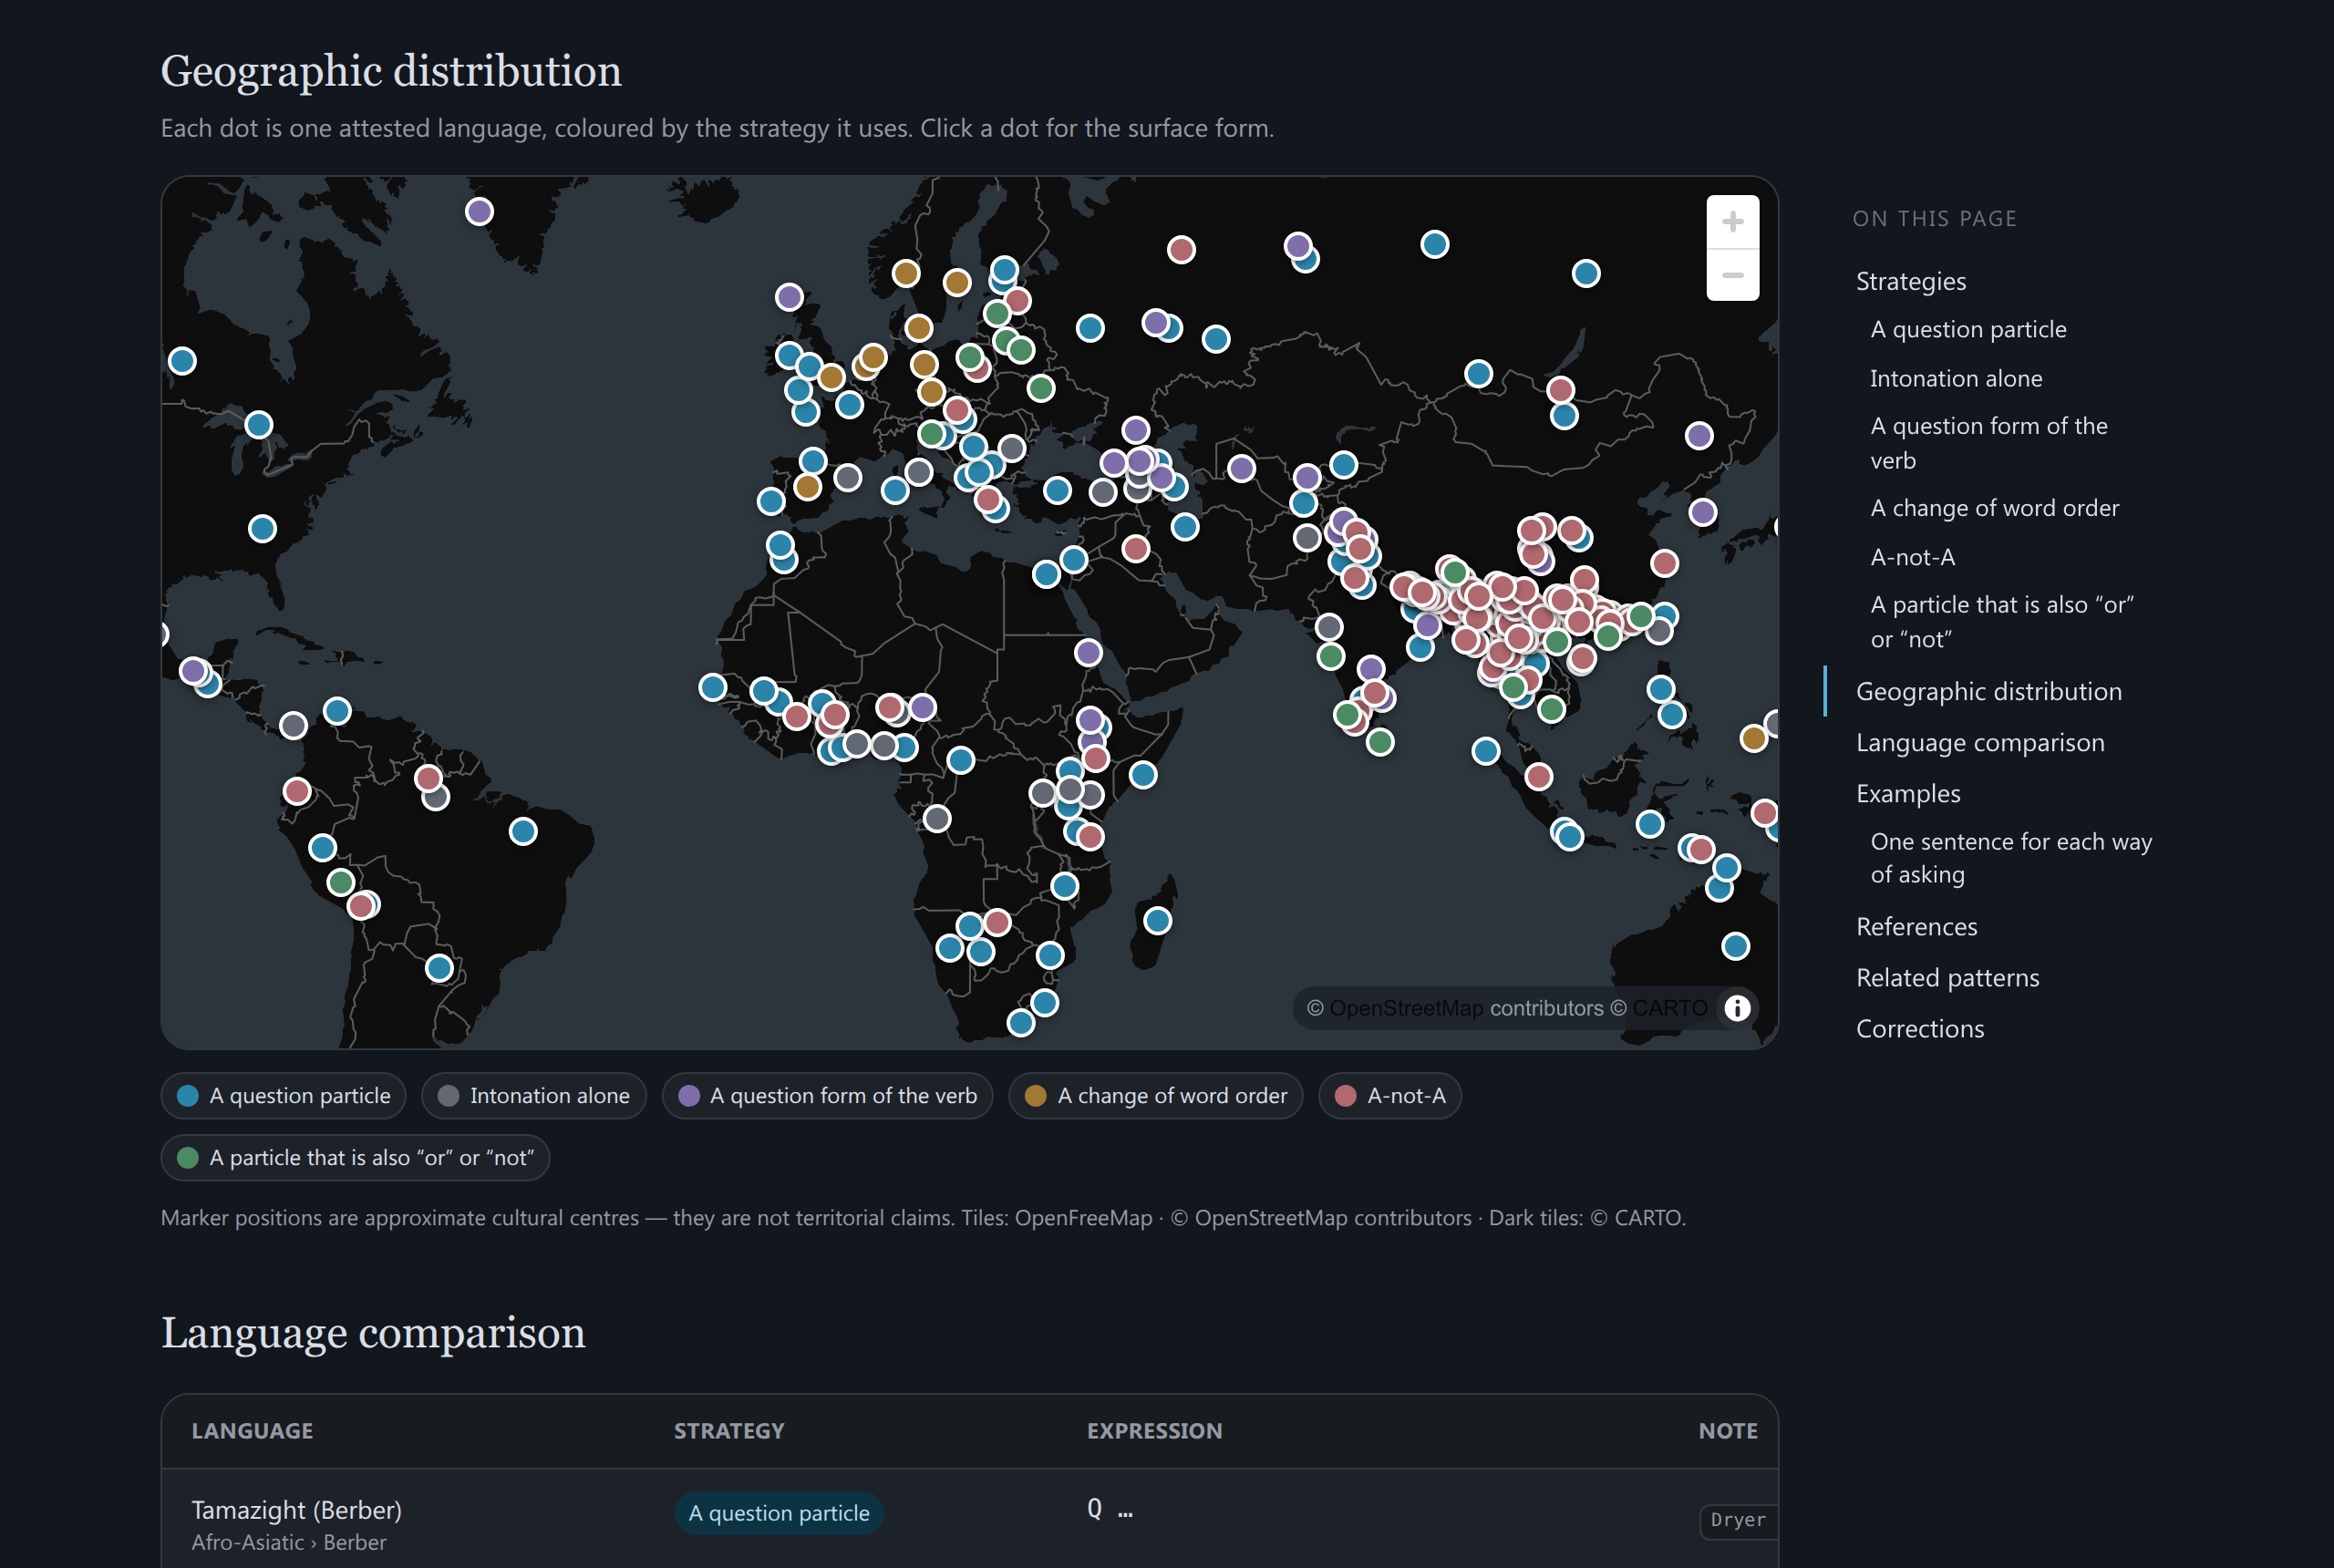 Geographic distribution
Each dot is one attested language, coloured by the strategy it uses. Click a dot for the surface form.
© OpenStreetMap contributors © CARTO
A question particle
Intonation alone
A question form of the verb
A change of word order
A-not-A
A particle that is also “or” or “not”
Marker positions are approximate cultural centres — they are not territorial claims. Tiles: OpenFreeMap · © OpenStreetMap contributors · Dark tiles: © CARTO.
Language comparison
LANGUAGE STRATEGY EXPRESSION NOTE
Tamazight (Berber) A question particle Q … Dryer
Afro-Asiatic › Berber
ON THIS PAGE
Strategies
A question particle
Intonation alone
A question form of the
verb
A change of word order
A-not-A
A particle that is also “or”
or “not”
Geographic distribution
Language comparison
Examples
One sentence for each way
of asking
References
Related patterns
Corrections